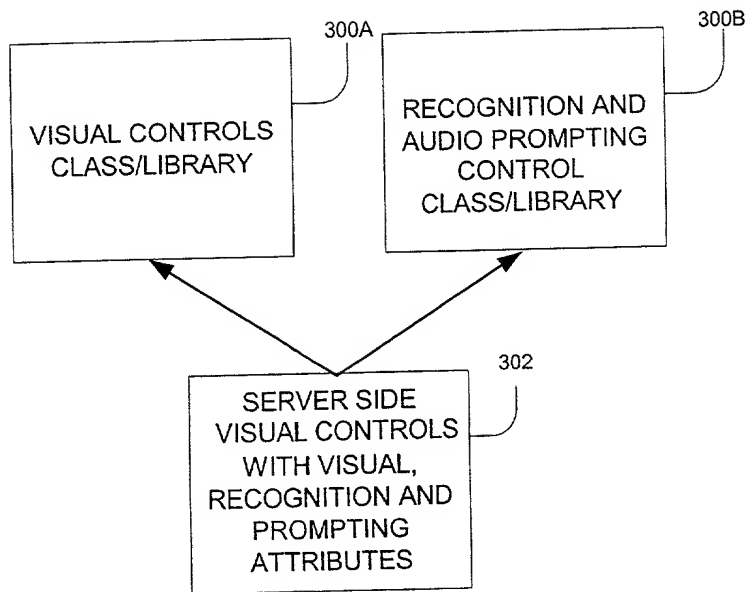 300A
VISUAL CONTROLS
CLASS/LIBRARY
300B
RECOGNITION AND
AUDIO PROMPTING
CONTROL
CLASS/LIBRARY
302
SERVER SIDE
VISUAL CONTROLS
WITH VISUAL,
RECOGNITION AND
PROMPTING
ATTRIBUTES